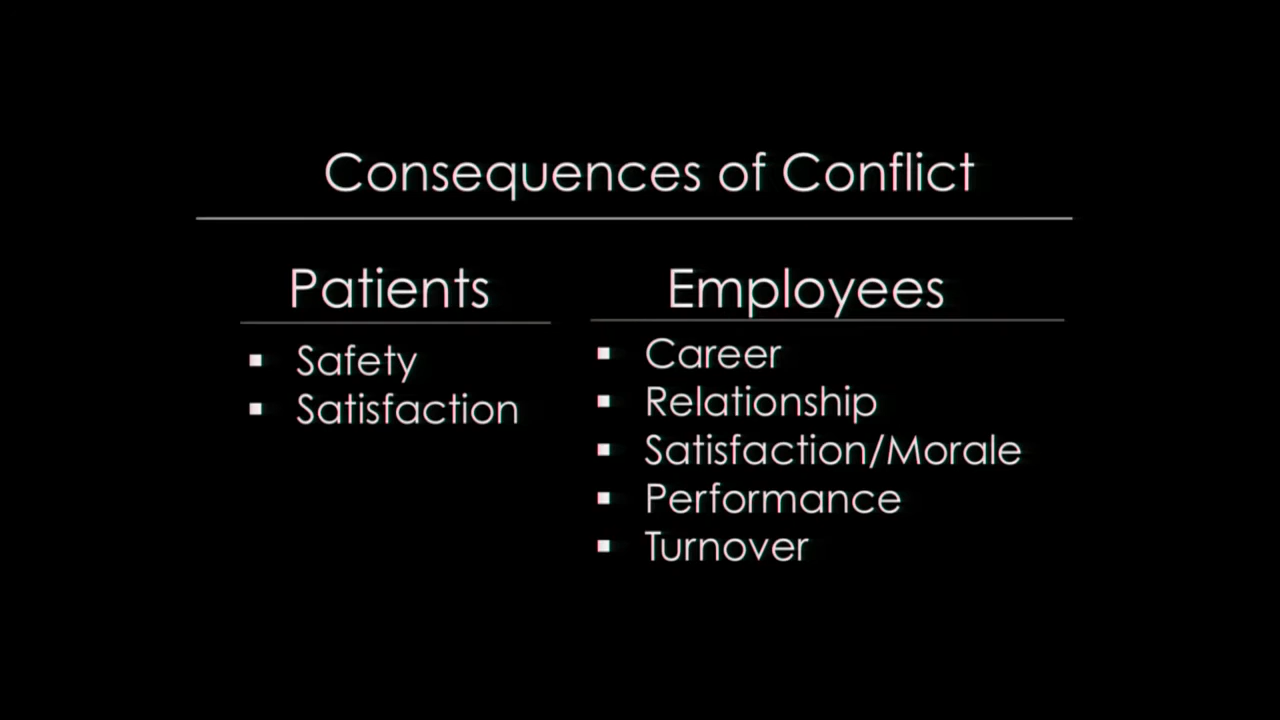 Consequences of Conflict
Patients
▪ Safety
▪ Satisfaction
Employees
▪ Career
▪ Relationship
▪ Satisfaction/Morale
▪ Performance
▪ Turnover